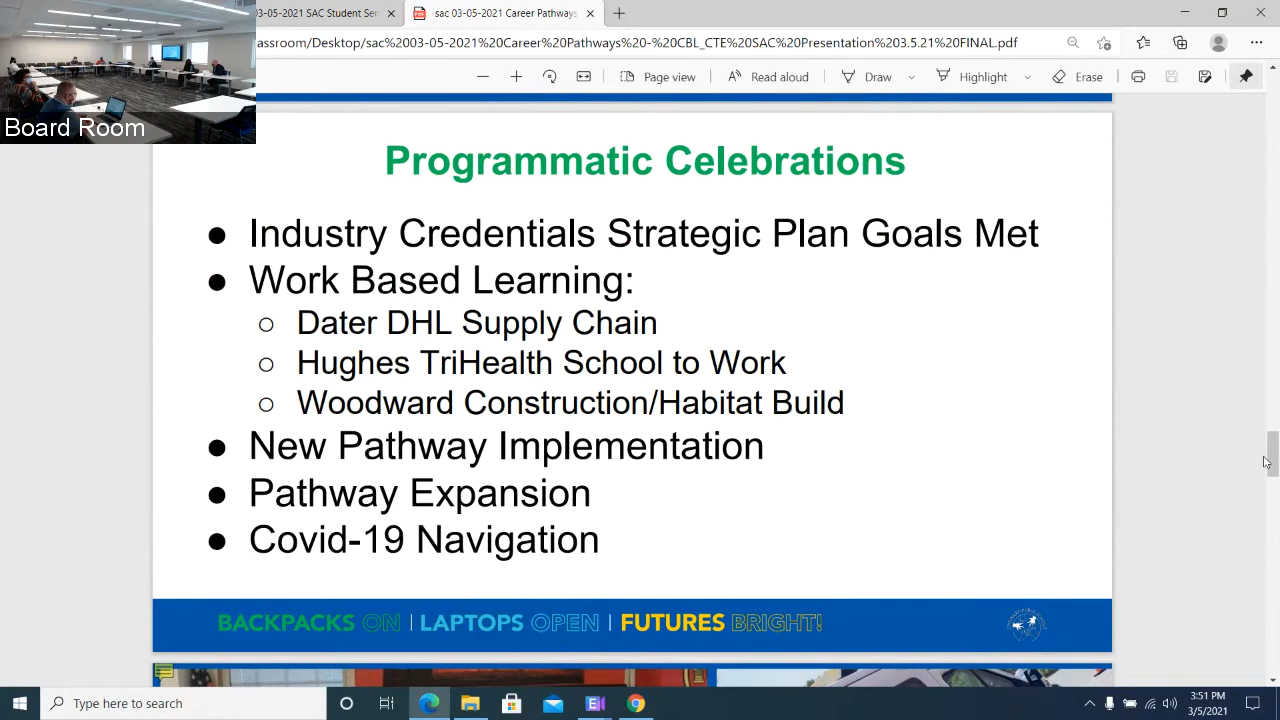 03-05-2021 SAC Student Ser
sac 03-05-2021 Career Pathways
assroom/Desktop/sac%2003-05-2021%20Career%20Pathways%20-%20CBL_CTE%20SAC%20Presentation%203.5.21%20FINAL.pdf
Page view
Read aloud
Draw
Highlight
Erase
Board Room
Programmatic Celebrations
● Industry Credentials Strategic Plan Goals Met
● Work Based Learning:
○ Dater DHL Supply Chain
○ Hughes TriHealth School to Work
○ Woodward Construction/Habitat Build
● New Pathway Implementation
● Pathway Expansion
● Covid-19 Navigation
BACKPACKS ON | LAPTOPS OPEN | FUTURES BRIGHT!
Type here to search
3:51 PM
3/5/2021